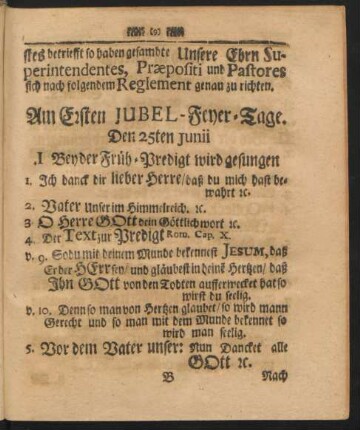 (o)
stes betriefft so haben gesambte Unsere Ehrn Su-
perintendentes, Præpositi und Pastores
sich nach folgendem Reglement genau zu richten.
Am Ersten JUBEL-Feyer-Tage.
Den 25ten Junii
.I Bey der Früh-Predigt wird gesungen
1. Ich danck dir lieber Herre/ daß du mich hast be-
wahrt ꝛc.
2. Vater Unser im Himmelreich. ꝛc.
3. O Herre GOtt dein Göttlich wort ꝛc.
4. Der Text zur Predigt Rom. Cap. X.
v. 9. So du mit deinem Munde bekennest JESUM, daß
Er der HErr sey/ und gläubest in deinē Hertzen/ daß
Ihn GOtt von den Todten aufferwecket hat so
wirst du seelig.
v. 10. Denn so man von Hertzen glaubet/ so wird mann
Gerecht und so man mit dem Munde bekennet so
wird man seelig.
5. Vor dem Vater unser: Nun Dancket alle
GOtt ꝛc.
B Nach